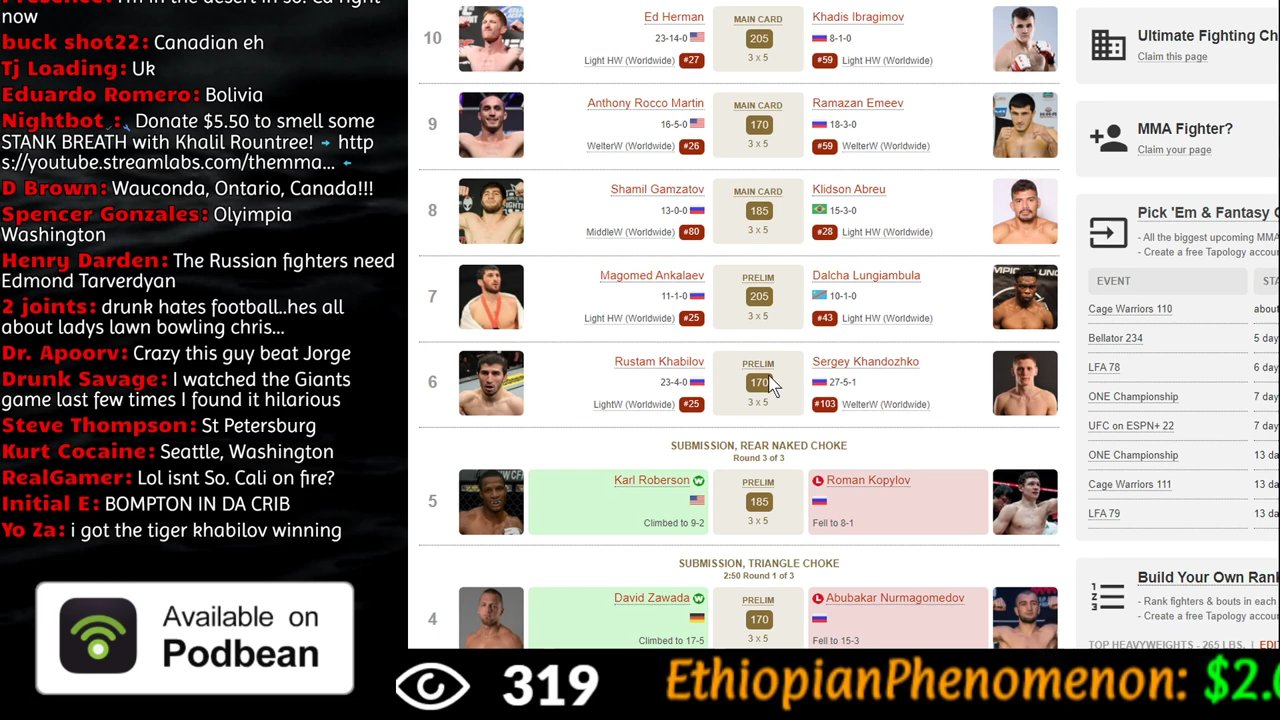 now
buck shot22: Canadian eh
Tj Loading: Uk
Eduardo Romero: Bolivia
Nightbot : Donate $5.50 to smell some
STANK BREATH with Khalil Rountree! → http
s://youtube.streamlabs.com/themma... ←
D Brown: Wauconda, Ontario, Canada!!!
Spencer Gonzales: Olyimpia
Washington
Henry Darden: The Russian fighters need
Edmond Tarverdyan
2 joints: drunk hates football..hes all
about ladys lawn bowling chris...
Dr. Apoorv: Crazy this guy beat Jorge
Drunk Savage: I watched the Giants
game last few times I found it hilarious
Steve Thompson: St Petersburg
Kurt Cocaine: Seattle, Washington
RealGamer: Lol isnt So. Cali on fire?
Initial E: BOMPTON IN DA CRIB
Yo Za: i got the tiger khabilov winning
Available on
Podbean
10
Ed Herman
23-14-0
Light HW (Worldwide) #27
MAIN CARD
205
3 x 5
Khadis Ibragimov
8-1-0
#59 Light HW (Worldwide)
9
Anthony Rocco Martin
16-5-0
WelterW (Worldwide) #26
MAIN CARD
170
3 x 5
Ramazan Emeev
18-3-0
#59 WelterW (Worldwide)
8
Shamil Gamzatov
13-0-0
MiddleW (Worldwide) #80
MAIN CARD
185
3 x 5
Klidson Abreu
15-3-0
#28 Light HW (Worldwide)
7
Magomed Ankalaev
11-1-0
Light HW (Worldwide) #25
PRELIM
205
3 x 5
Dalcha Lungiambula
10-1-0
#43 Light HW (Worldwide)
6
Rustam Khabilov
23-4-0
LightW (Worldwide) #25
PRELIM
170
3 x 5
Sergey Khandozhko
27-5-1
#103 WelterW (Worldwide)
SUBMISSION, REAR NAKED CHOKE
Round 3 of 3
5
Karl Roberson W
Climbed to 9-2
PRELIM
185
3 x 5
L Roman Kopylov
Fell to 8-1
SUBMISSION, TRIANGLE CHOKE
2:50 Round 1 of 3
4
David Zawada W
Climbed to 17-5
PRELIM
170
3 x 5
L Abubakar Nurmagomedov
Fell to 15-3
Ultimate Fighting Ch
Claim this page
MMA Fighter?
Claim your page
Pick 'Em & Fantasy
- All the biggest upcoming MMA
- Create a free Tapology accou
EVENT
STA
Cage Warriors 110
about
Bellator 234
5 day
LFA 78
6 day
ONE Championship
7 day
UFC on ESPN+ 22
7 day
ONE Championship
13 da
Cage Warriors 111
13 da
LFA 79
13 da
Build Your Own Ran
- Rank fighters & bouts in each
- Create a free Tapology accou
TOP HEAVYWEIGHTS - 265 LBS. | EDI
319
EthiopianPhenomenon: $2.